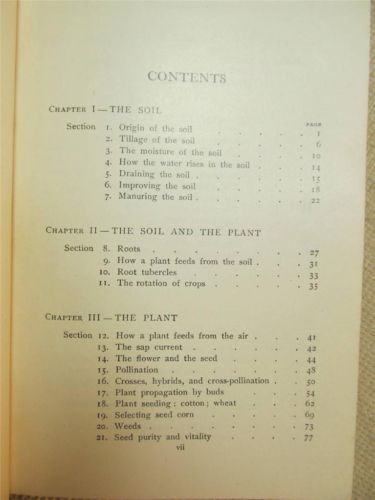 CONTENTS
CHAPTER I — THE SOIL
PAGE
Section 1. Origin of the soil . . . . . 1
2. Tillage of the soil . . . . . 6
3. The moisture of the soil . . . . 10
4. How the water rises in the soil . . . 14
5. Draining the soil . . . . . 15
6. Improving the soil . . . . . 18
7. Manuring the soil . . . . . 22
CHAPTER II — THE SOIL AND THE PLANT
Section 8. Roots . . . . . . . 27
9. How a plant feeds from the soil . . . 31
10. Root tubercles . . . . . 33
11. The rotation of crops . . . . 35
CHAPTER III — THE PLANT
Section 12. How a plant feeds from the air . . . 41
13. The sap current . . . . . 42
14. The flower and the seed . . . . 44
15. Pollination . . . . . . 48
16. Crosses, hybrids, and cross-pollination . . 50
17. Plant propagation by buds . . . 54
18. Plant seeding: cotton; wheat . . . 62
19. Selecting seed corn . . . . 69
20. Weeds . . . . . . . 73
21. Seed purity and vitality . . . . 77
vii